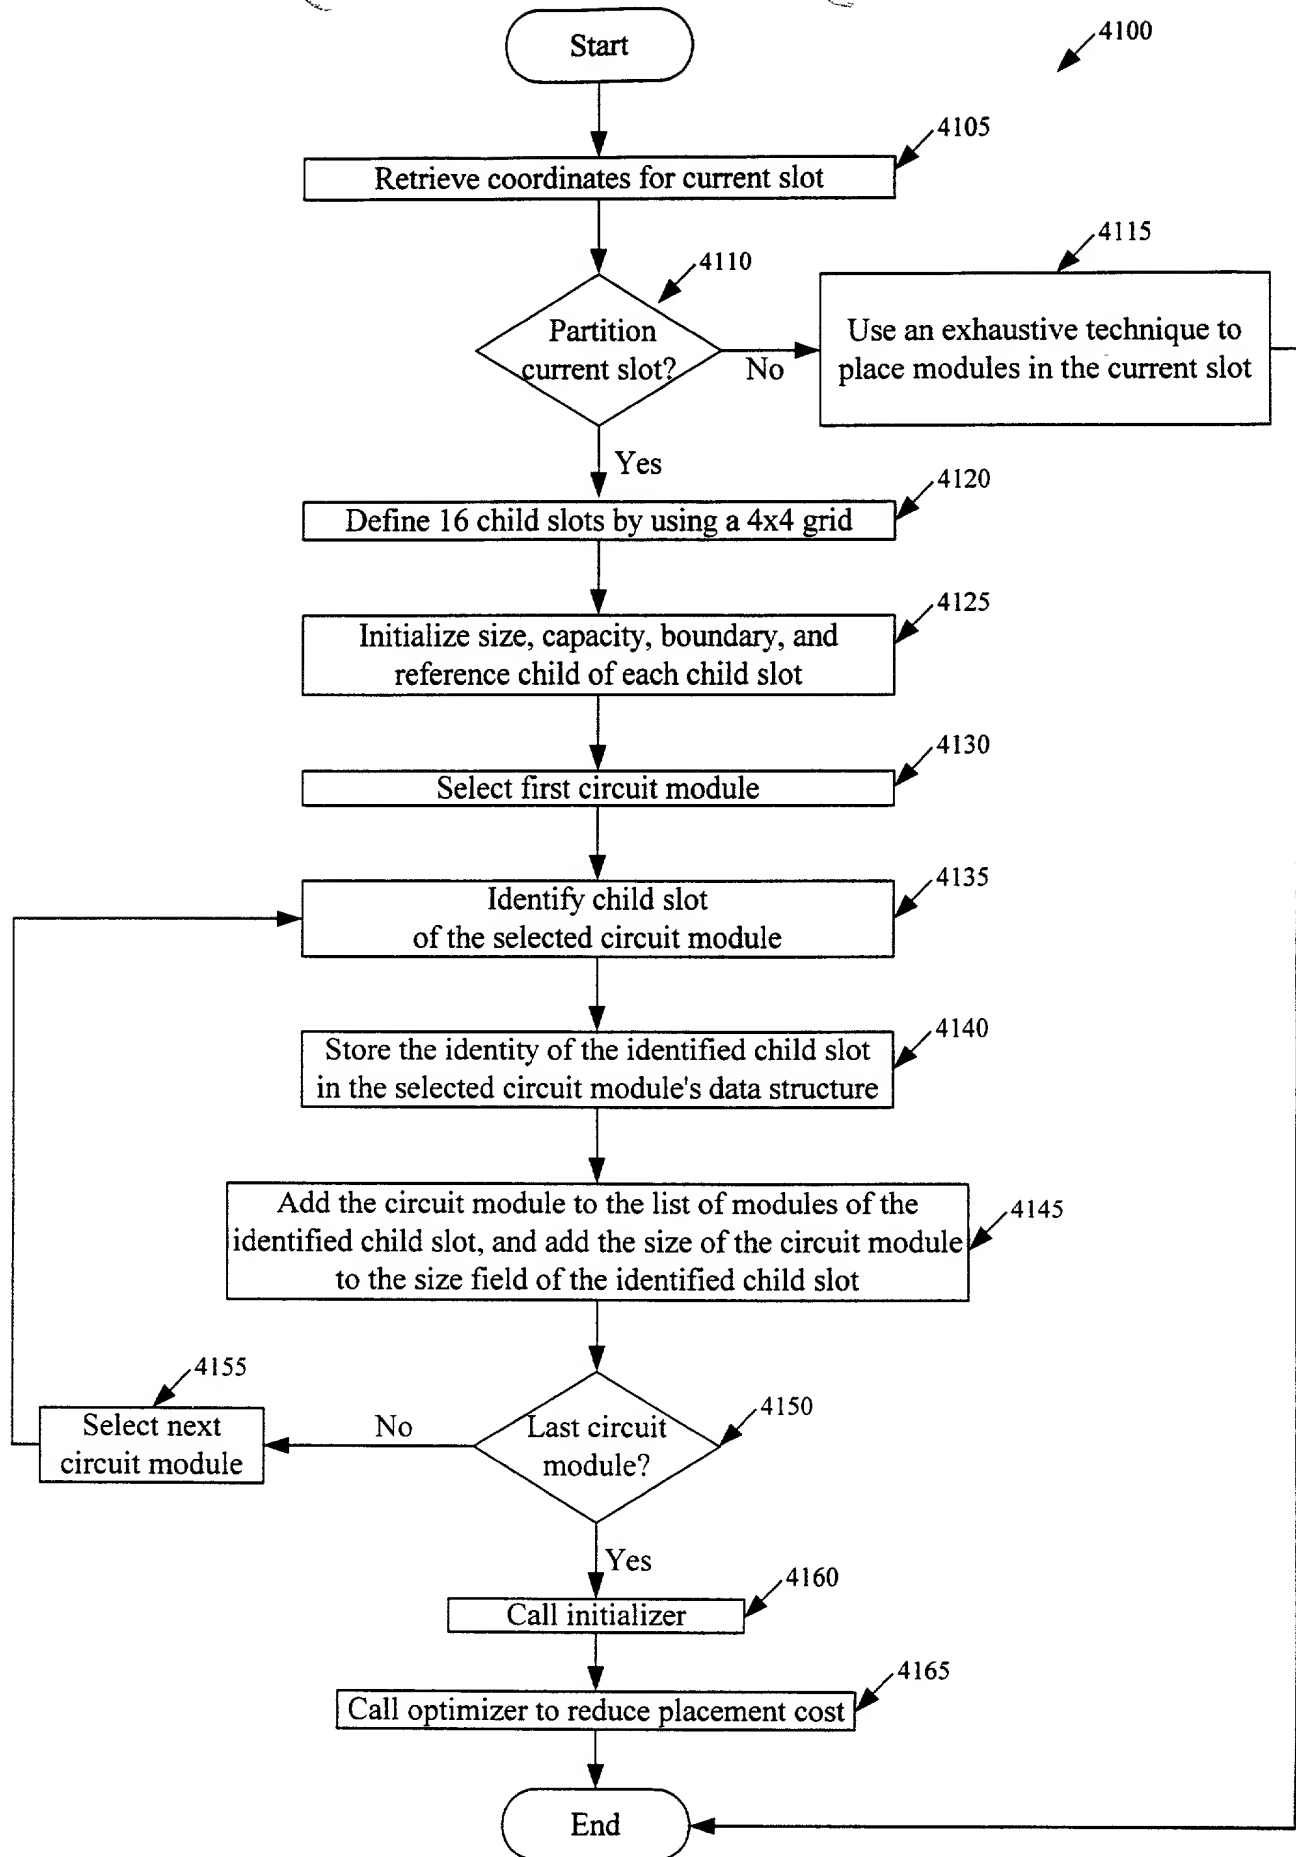 Start
4100
4105
Retrieve coordinates for current slot
4110
4115
Partition
current slot?
No
Use an exhaustive technique to
place modules in the current slot
Yes
4120
Define 16 child slots by using a 4x4 grid
4125
Initialize size, capacity, boundary, and
reference child of each child slot
4130
Select first circuit module
4135
Identify child slot
of the selected circuit module
4140
Store the identity of the identified child slot
in the selected circuit module's data structure
4145
Add the circuit module to the list of modules of the
identified child slot, and add the size of the circuit module
to the size field of the identified child slot
4155
Select next
circuit module
No
4150
Last circuit
module?
Yes
4160
Call initializer
4165
Call optimizer to reduce placement cost
End